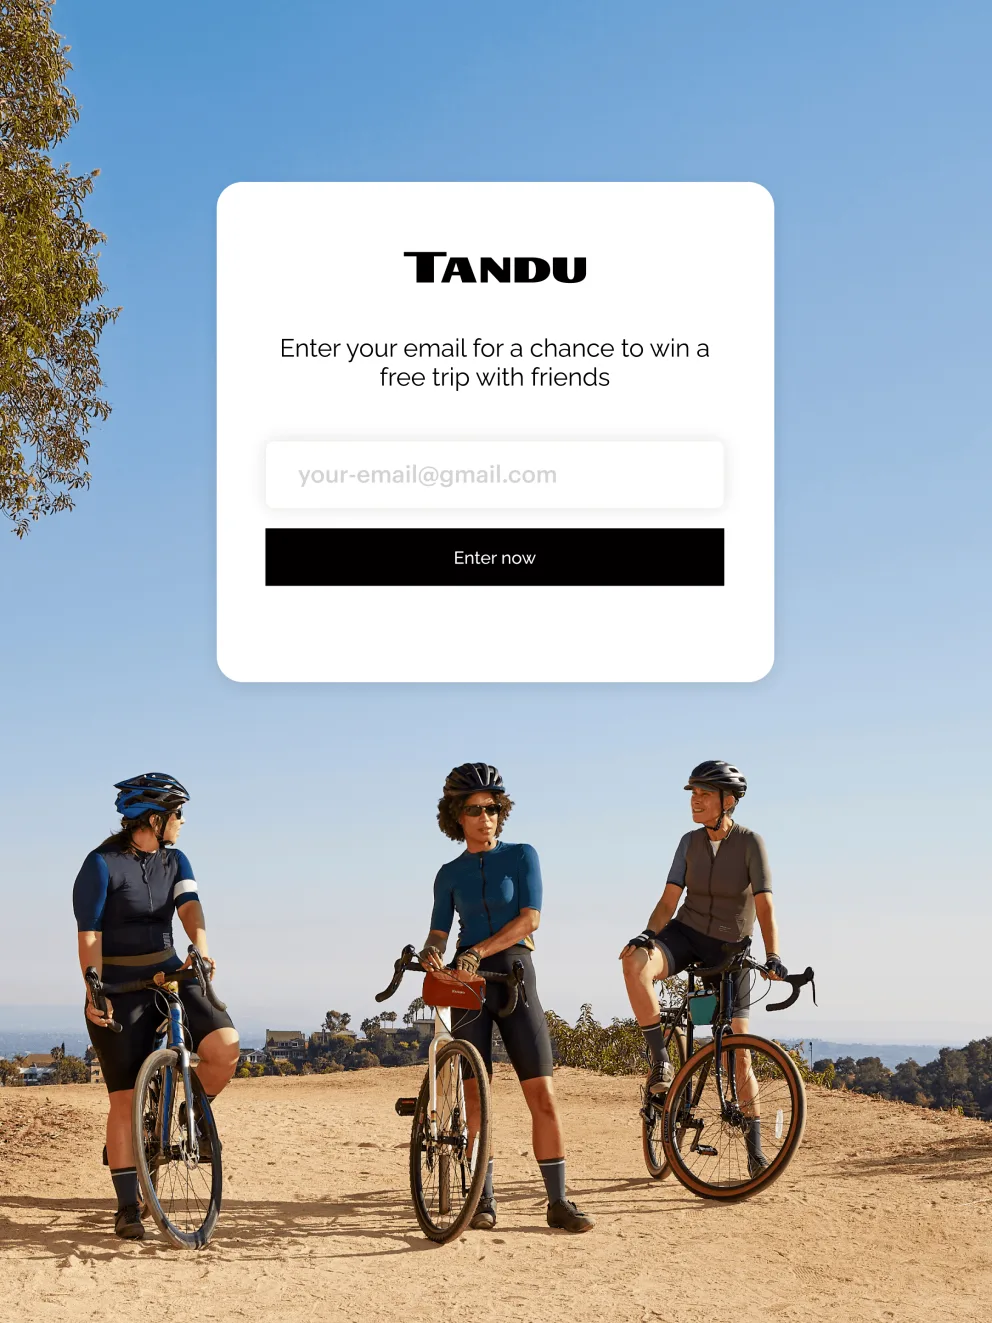 TANDU
Enter your email for a chance to win a
free trip with friends
your-email@gmail.com
Enter now